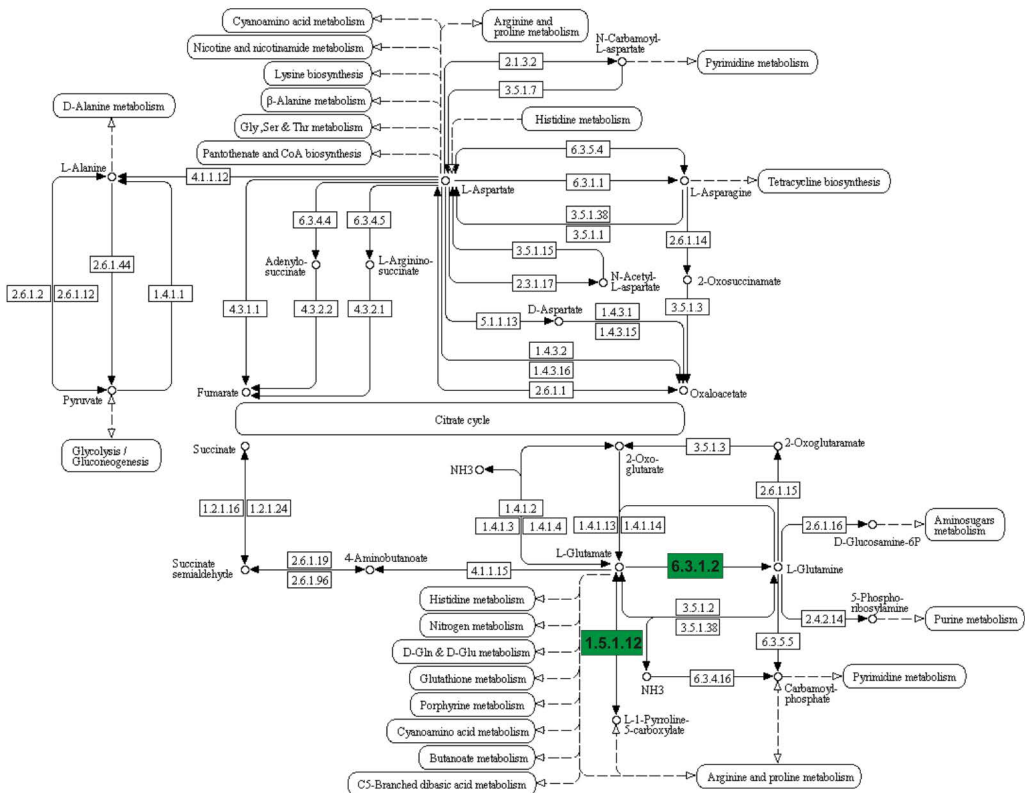 Cyanoamino acid metabolism
Arginine and
proline metabolism
Nicotine and nicotinamide metabolism
N-Carbamoyl-
L-aspartate
2.1.3.2
Pyrimidine metabolism
Lysine biosynthesis
3.5.1.7
β-Alanine metabolism
D-Alanine metabolism
Gly ,Ser & Thr metabolism
Histidine metabolism
Pantothenate and CoA biosynthesis
6.3.5.4
L-Alanine
4.1.1.12
L-Aspartate
6.3.1.1
L-Asparagine
Tetracycline biosynthesis
6.3.4.4
6.3.4.5
3.5.1.38
3.5.1.1
2.6.1.14
3.5.1.15
2.6.1.44
Adenylo-
succinate
L-Arginino-
succinate
N-Acetyl-
L-aspartate
2-Oxosuccinamate
2.3.1.17
2.6.1.2
2.6.1.12
1.4.1.1
4.3.1.1
4.3.2.2
4.3.2.1
D-Aspartate
5.1.1.13
1.4.3.1
1.4.3.15
3.5.1.3
1.4.3.2
1.4.3.16
2.6.1.1
Pyruvate
Fumarate
Oxaloacetate
Citrate cycle
Glycolysis /
Gluconeogenesis
Succinate
2-Oxo-
glutarate
3.5.1.3
2-Oxoglutaramate
NH3
1.2.1.16
1.2.1.24
1.4.1.2
1.4.1.3
1.4.1.4
1.4.1.13
1.4.1.14
2.6.1.15
2.6.1.16
D-Glucosamine-6P
Aminosugars
metabolism
Succinate
semialdehyde
2.6.1.19
2.6.1.96
4-Aminobutanoate
4.1.1.15
L-Glutamate
6.3.1.2
L-Glutamine
Histidine metabolism
3.5.1.2
3.5.1.38
2.4.2.14
5-Phospho-
ribosylamine
Purine metabolism
Nitrogen metabolism
1.5.1.12
6.3.5.5
D-Gln & D-Glu metabolism
Glutathione metabolism
NH3
6.3.4.16
Carbamoyl-
phosphate
Pyrimidine metabolism
Porphyrine metabolism
L-1-Pyrroline-
5-carboxylate
Cyanoamino acid metabolism
Butanoate metabolism
C5-Branched dibasic acid metabolism
Arginine and proline metabolism